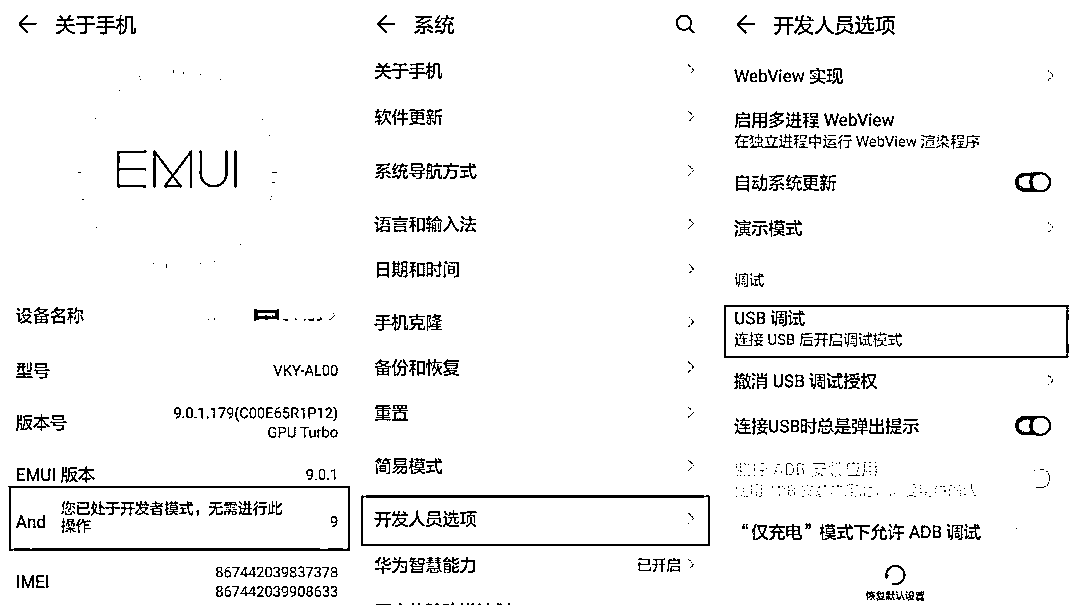 关于手机
EMUI
设备名称
型号
VKY-AL00
版本号
9.0.1.179(C00E65R1P12)
GPU Turbo
EMUI 版本
9.0.1
And
您已处于开发者模式，无需进行此
操作
9
IMEI
867442039837378
867442039908633
系统
关于手机
软件更新
系统导航方式
语言和输入法
日期和时间
手机克隆
备份和恢复
重置
简易模式
开发人员选项
华为智慧能力
已开启
开发人员选项
WebView 实现
启用多进程 WebView
在独立进程中运行 WebView 渲染程序
自动系统更新
演示模式
调试
USB 调试
连接 USB 后开启调试模式
撤消 USB 调试授权
连接USB时总是弹出提示
监控 ADB 安装应用
“仅充电”模式下允许 ADB 调试
恢复默认设置